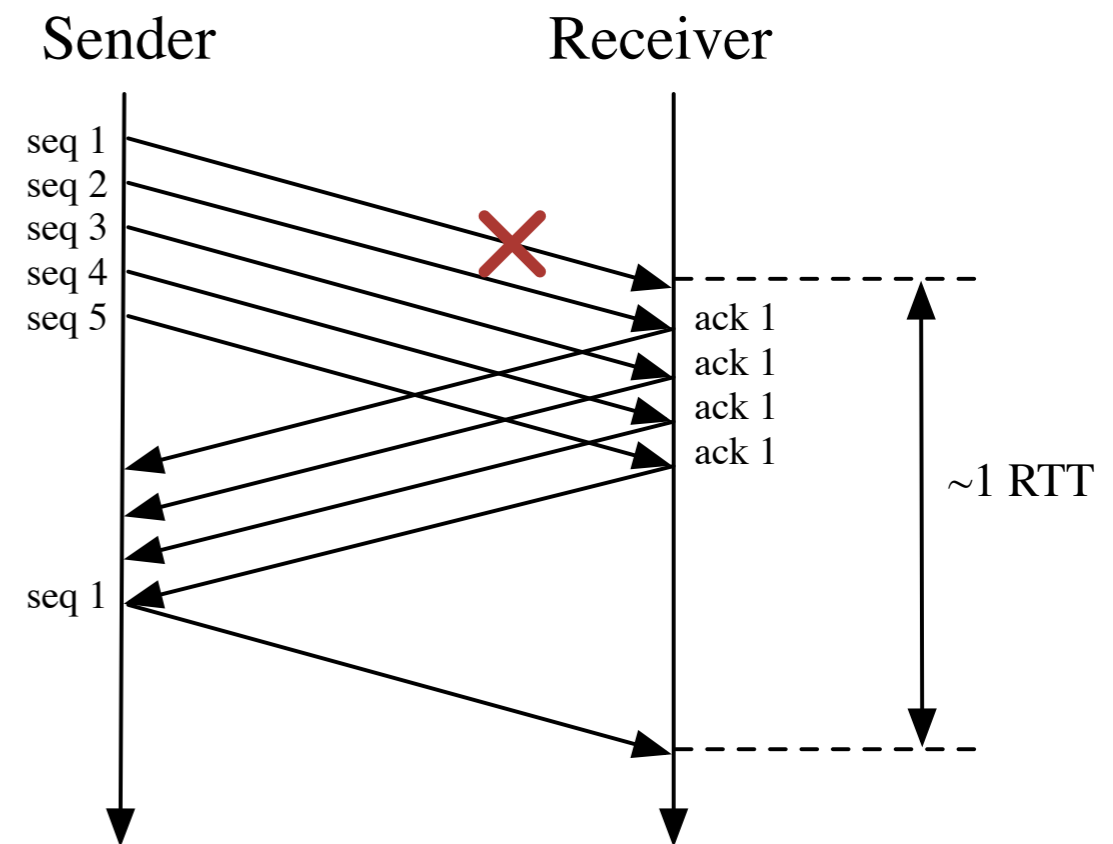 Sender
Receiver
seq 1
seq 2
seq 3
seq 4
seq 5
ack 1
ack 1
ack 1
ack 1
~1 RTT
seq 1